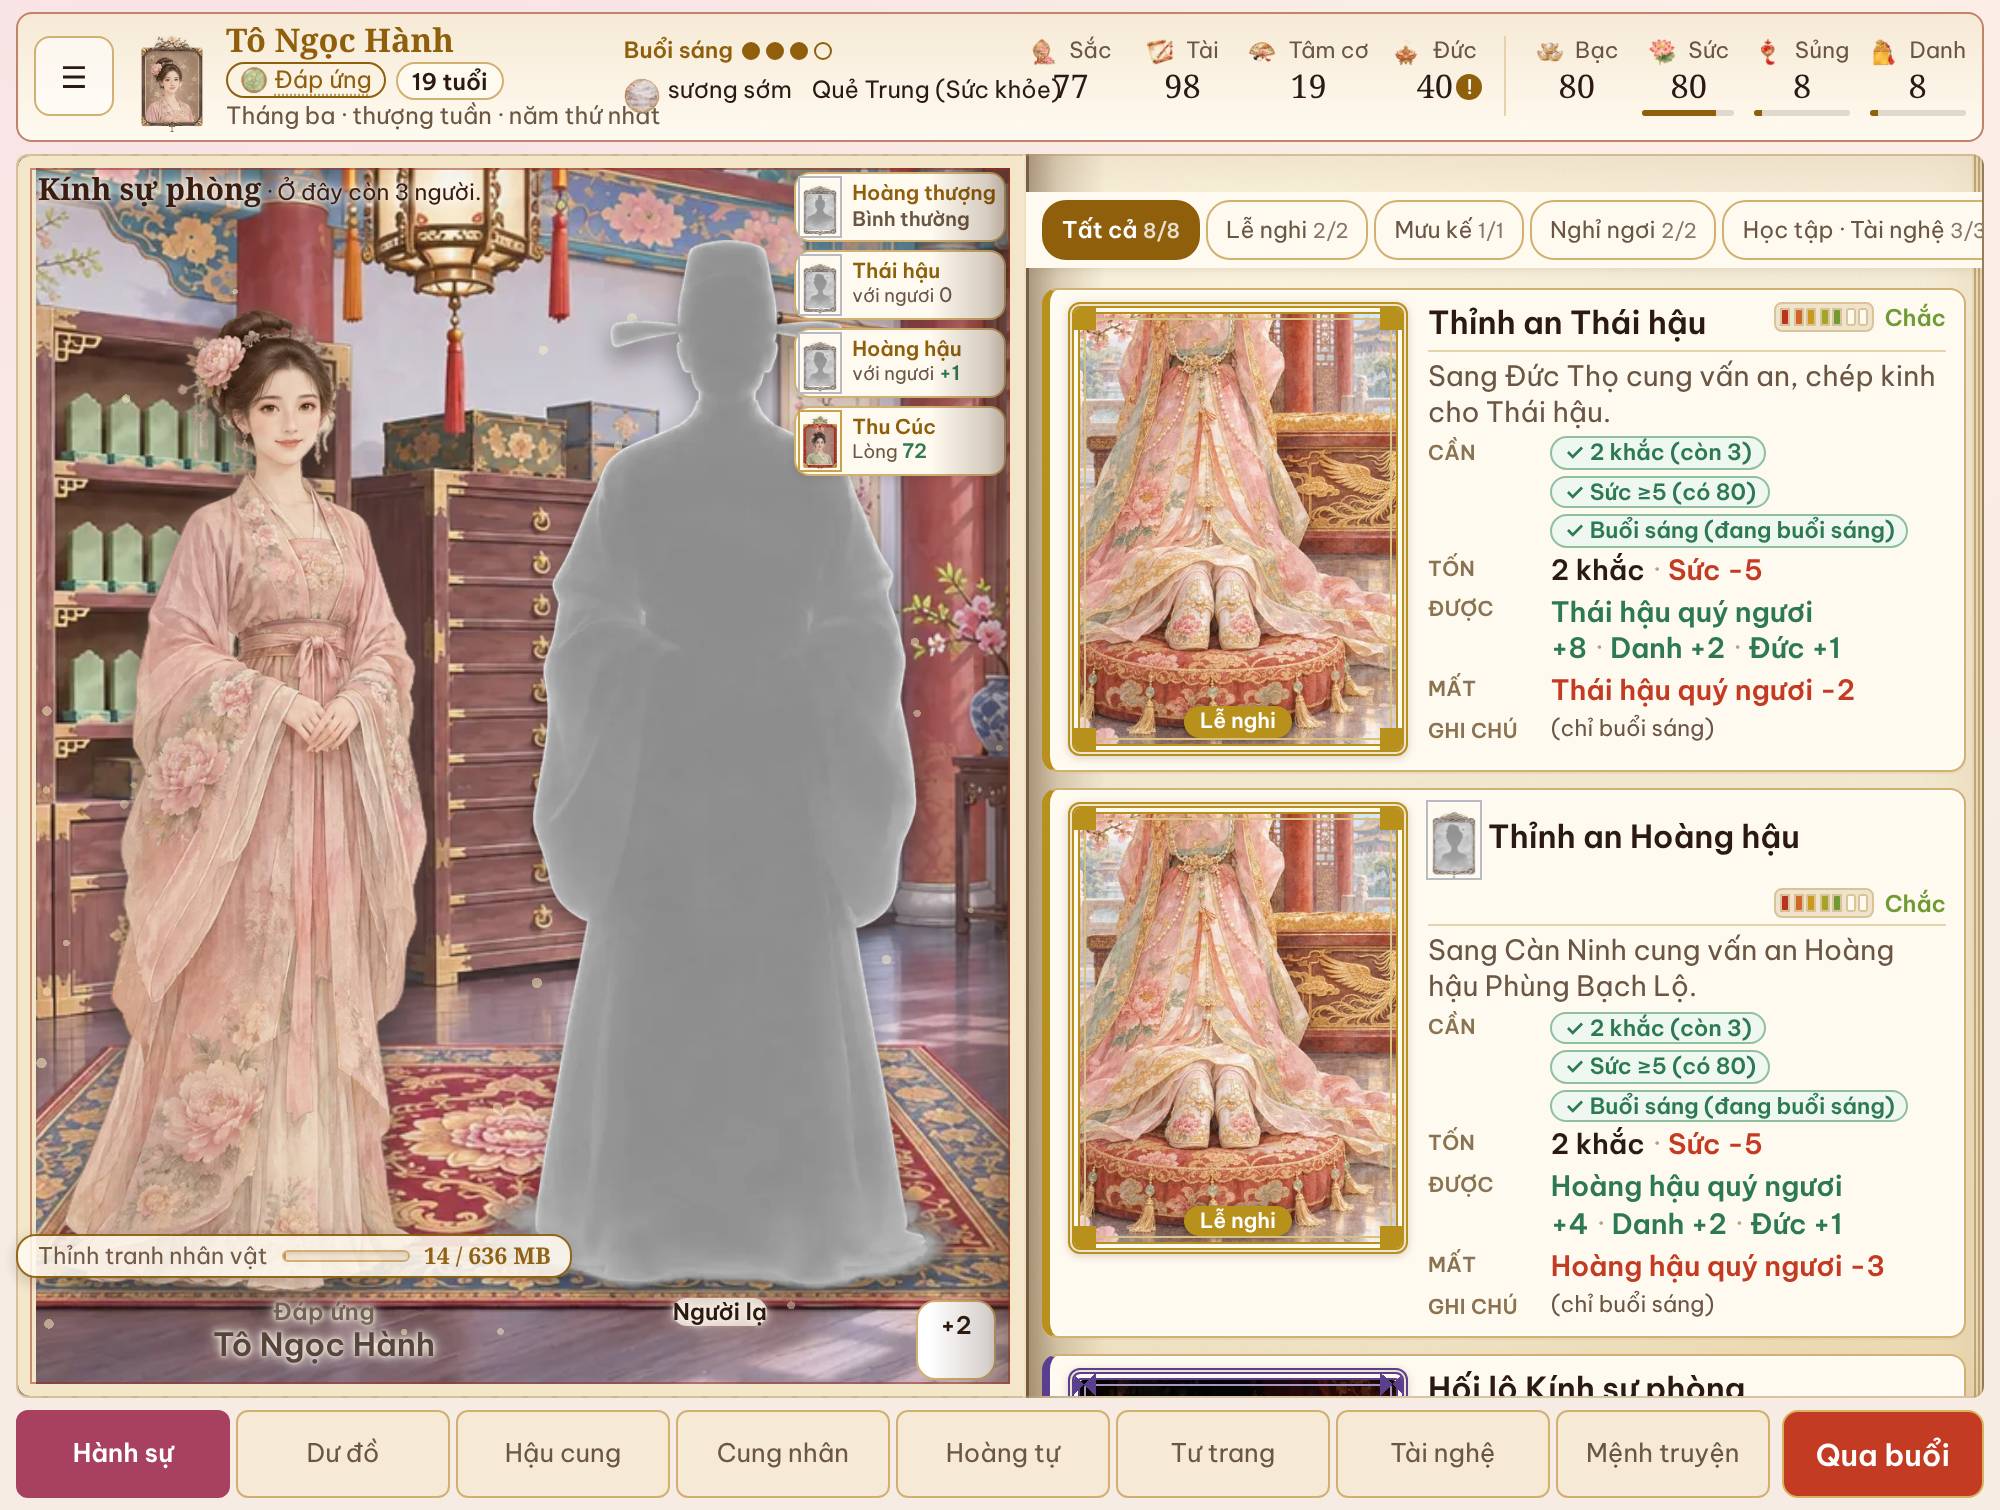 ☰
Tô Ngọc Hành
Đáp ứng
19 tuổi
Tháng ba · thượng tuần · năm thứ nhất
Buổi sáng
sương sớm
Quẻ Trung (Sức khỏe)
Sắc
77
Tài
98
Tâm cơ
19
Đức
40 !
Bạc
80
Sức
80
Sủng
8
Danh
8
Kính sự phòng · Ở đây còn 3 người.
Hoàng thượng
Bình thường
Thái hậu
với ngươi 0
Hoàng hậu
với ngươi +1
Thu Cúc
Lòng 72
Thỉnh tranh nhân vật 14 / 636 MB
Đáp ứng
Tô Ngọc Hành
Người lạ
+2
Tất cả 8/8
Lễ nghi 2/2
Mưu kế 1/1
Nghỉ ngơi 2/2
Học tập · Tài nghệ 3/3
Lễ nghi
Thỉnh an Thái hậu
Chắc
Sang Đức Thọ cung vấn an, chép kinh
cho Thái hậu.
CẦN
✓ 2 khắc (còn 3)
✓ Sức ≥5 (có 80)
✓ Buổi sáng (đang buổi sáng)
TỐN
2 khắc · Sức -5
ĐƯỢC
Thái hậu quý ngươi
+8 · Danh +2 · Đức +1
MẤT
Thái hậu quý ngươi -2
GHI CHÚ
(chỉ buổi sáng)
Lễ nghi
Thỉnh an Hoàng hậu
Chắc
Sang Càn Ninh cung vấn an Hoàng
hậu Phùng Bạch Lộ.
CẦN
✓ 2 khắc (còn 3)
✓ Sức ≥5 (có 80)
✓ Buổi sáng (đang buổi sáng)
TỐN
2 khắc · Sức -5
ĐƯỢC
Hoàng hậu quý ngươi
+4 · Danh +2 · Đức +1
MẤT
Hoàng hậu quý ngươi -3
GHI CHÚ
(chỉ buổi sáng)
Hối lộ Kính sự phòng
Hành sự
Dư đồ
Hậu cung
Cung nhân
Hoàng tự
Tư trang
Tài nghệ
Mệnh truyện
Qua buổi